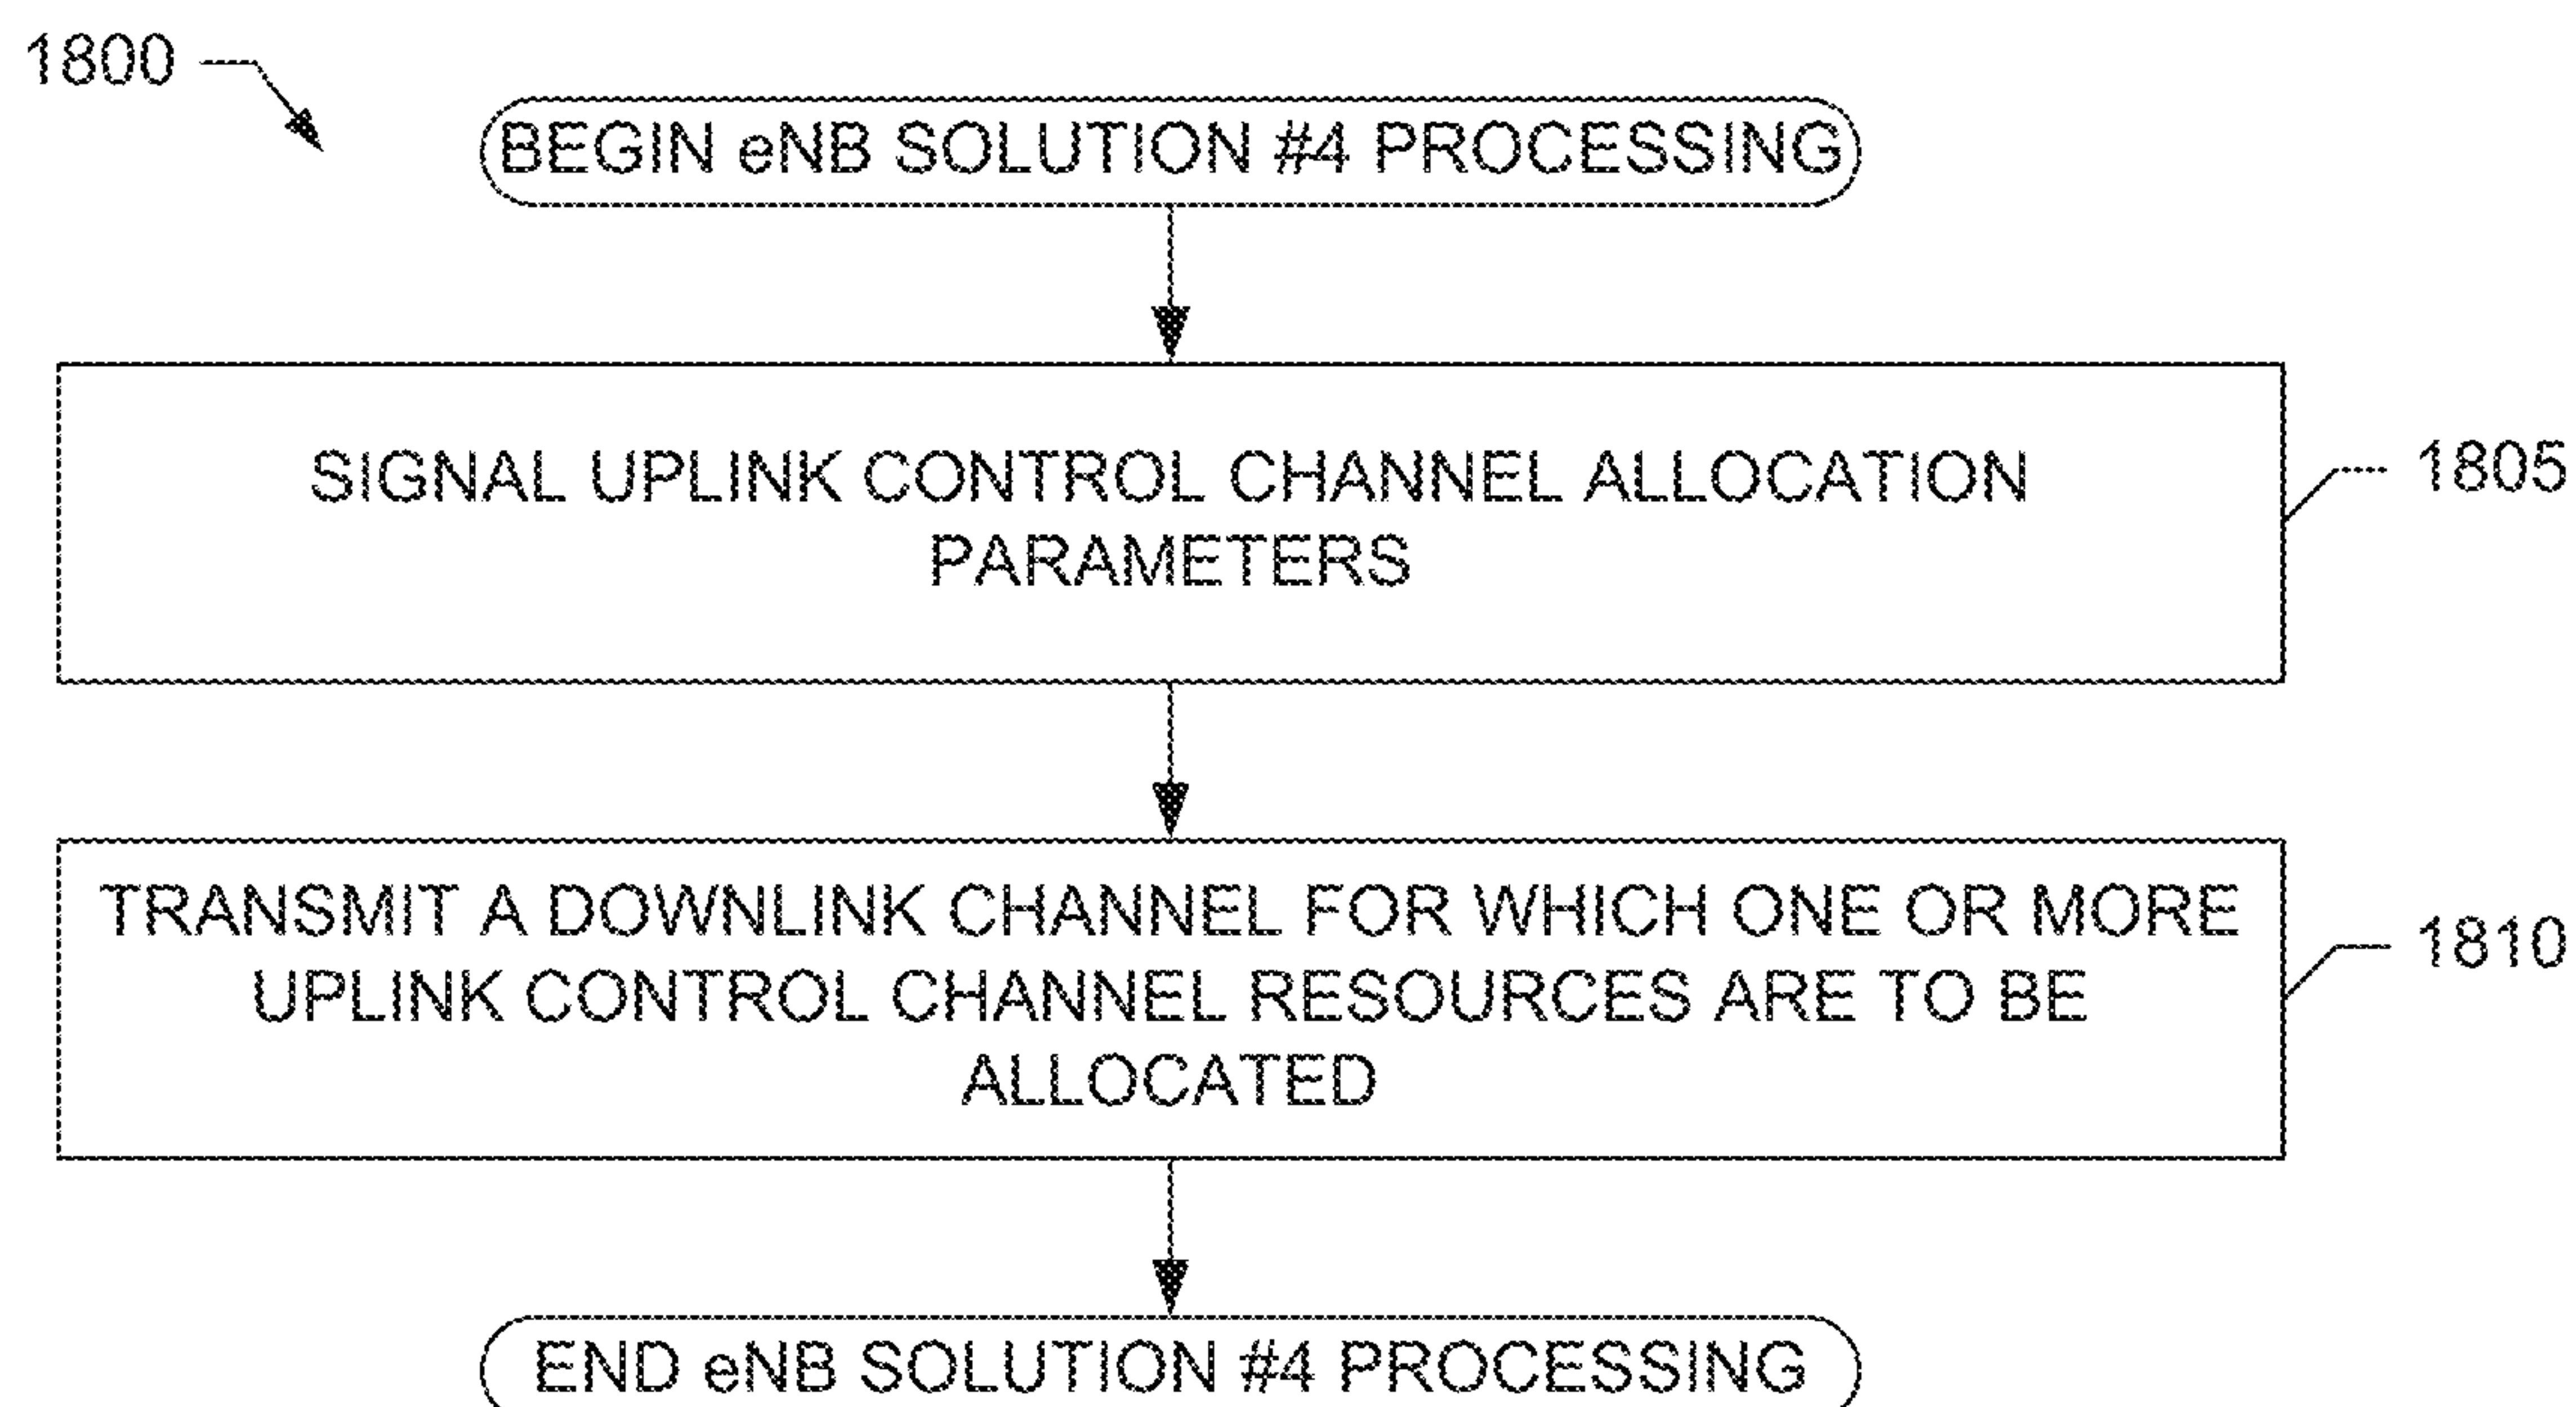 1800
BEGIN eNB SOLUTION #4 PROCESSING
SIGNAL UPLINK CONTROL CHANNEL ALLOCATION
PARAMETERS
1805
TRANSMIT A DOWNLINK CHANNEL FOR WHICH ONE OR MORE
UPLINK CONTROL CHANNEL RESOURCES ARE TO BE
ALLOCATED
1810
END eNB SOLUTION #4 PROCESSING